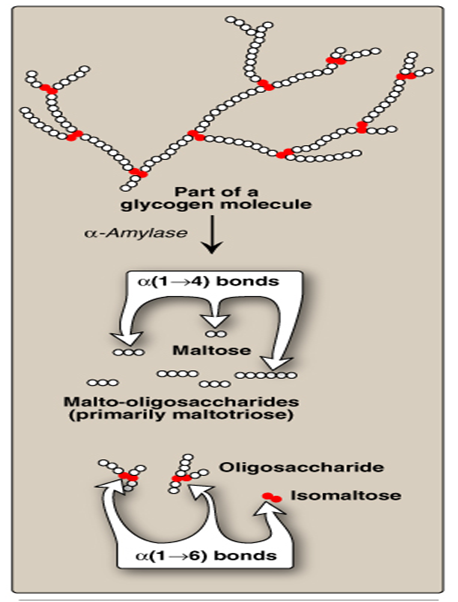 Part of a
glycogen molecule
α-Amylase
α(1→4) bonds
Maltose
Malto-oligosaccharides
(primarily maltotriose)
Oligosaccharide
Isomaltose
α(1→6) bonds